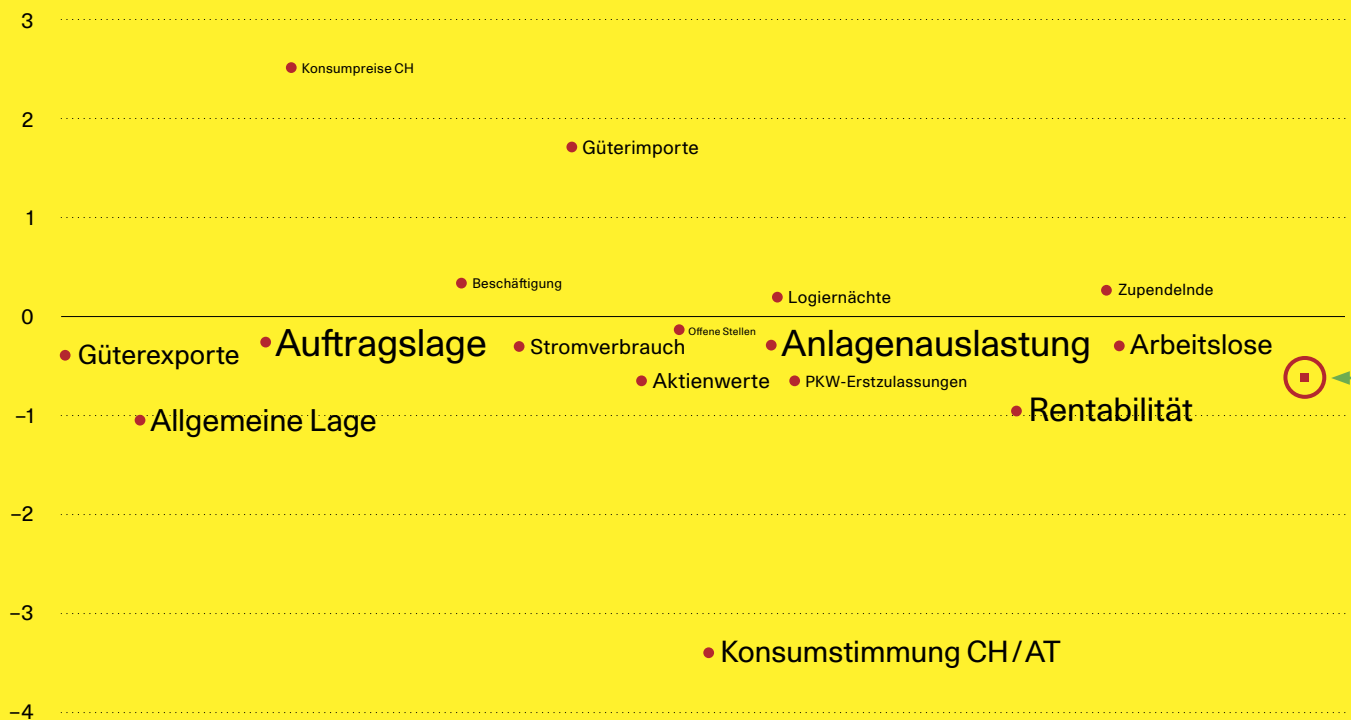 3
Konsumpreise CH
2
Güterimporte
1
Beschäftigung
Zupendelnde
Logiernächte
0
Offene Stellen
Auftragslage
Anlagenauslastung
Güterexporte
Stromverbrauch
Arbeitslose
Aktienwerte
PKW-Erstzulassungen
–1
Allgemeine Lage
Rentabilität
–2
–3
Konsumstimmung CH/AT
–4